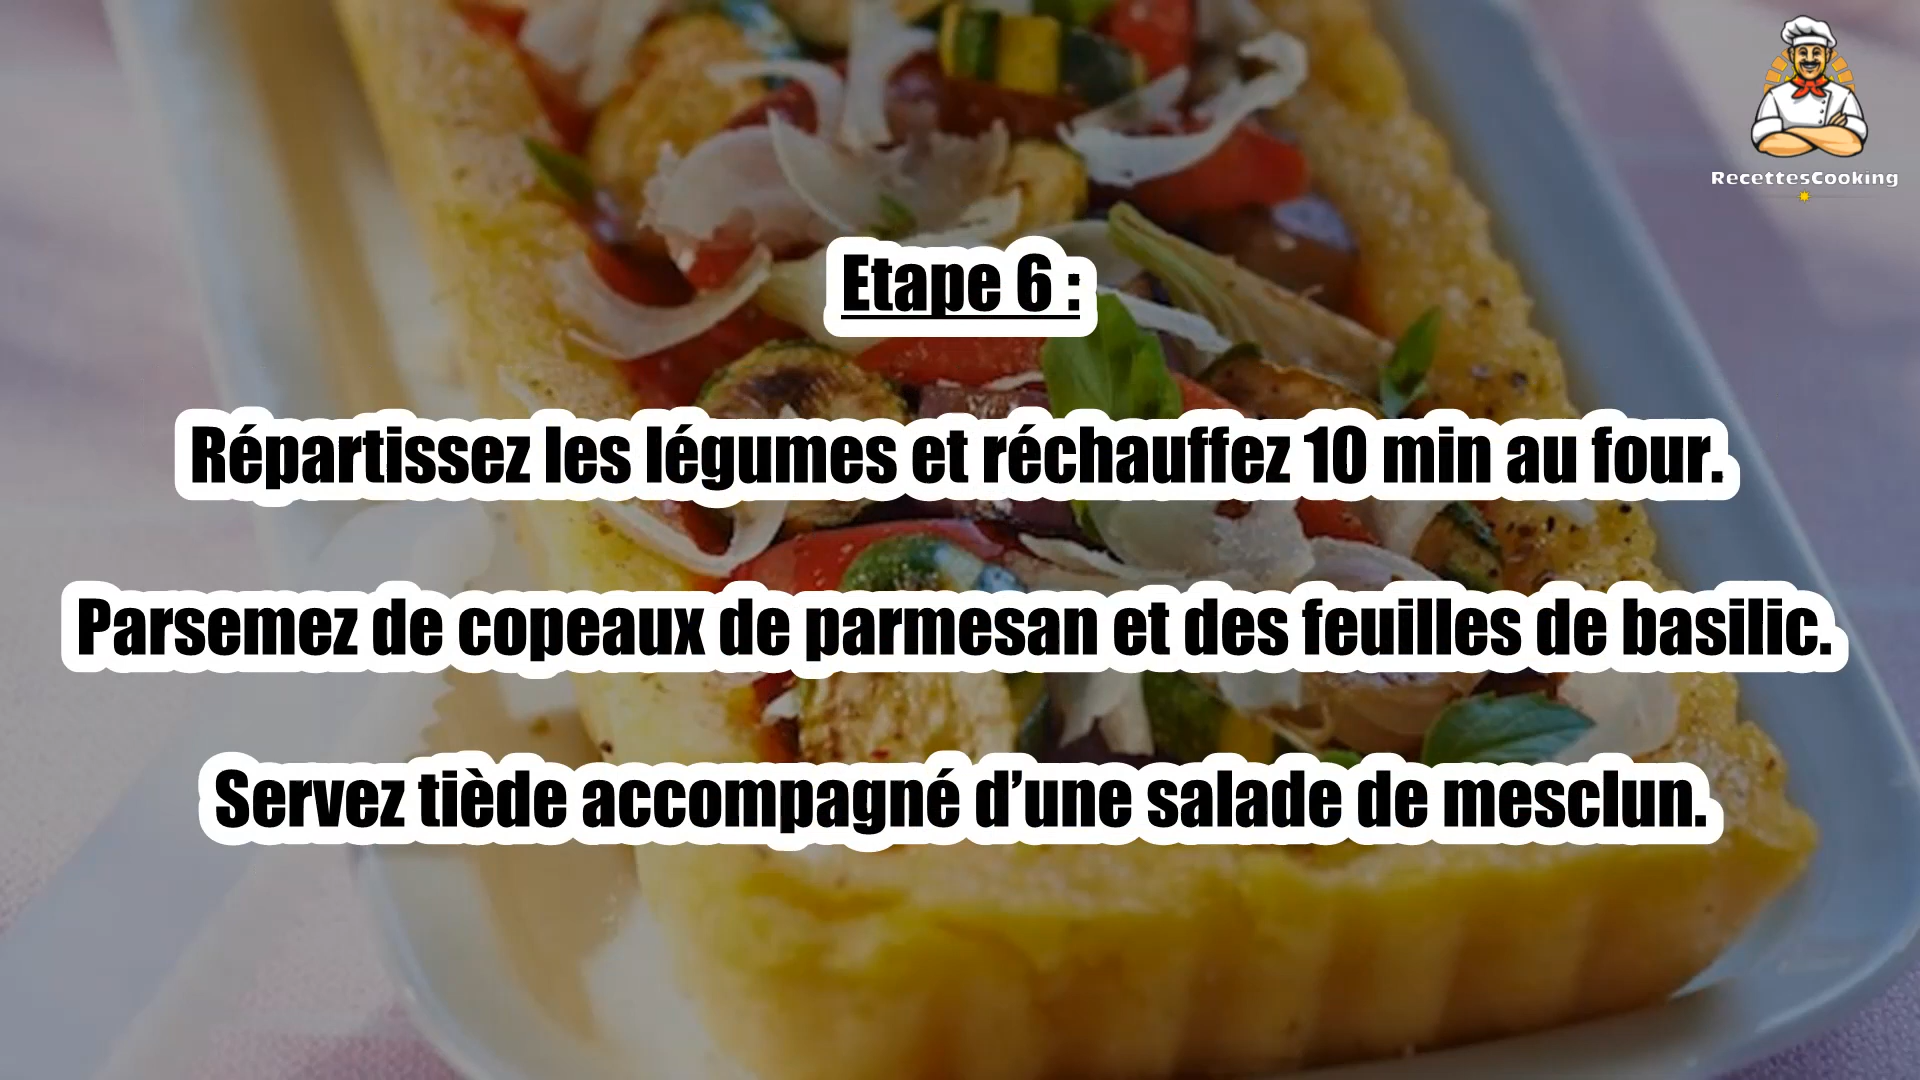 RecettesCooking
Etape 6 :
Répartissez les légumes et réchauffez 10 min au four.
Parsemez de copeaux de parmesan et des feuilles de basilic.
Servez tiède accompagné d’une salade de mesclun.